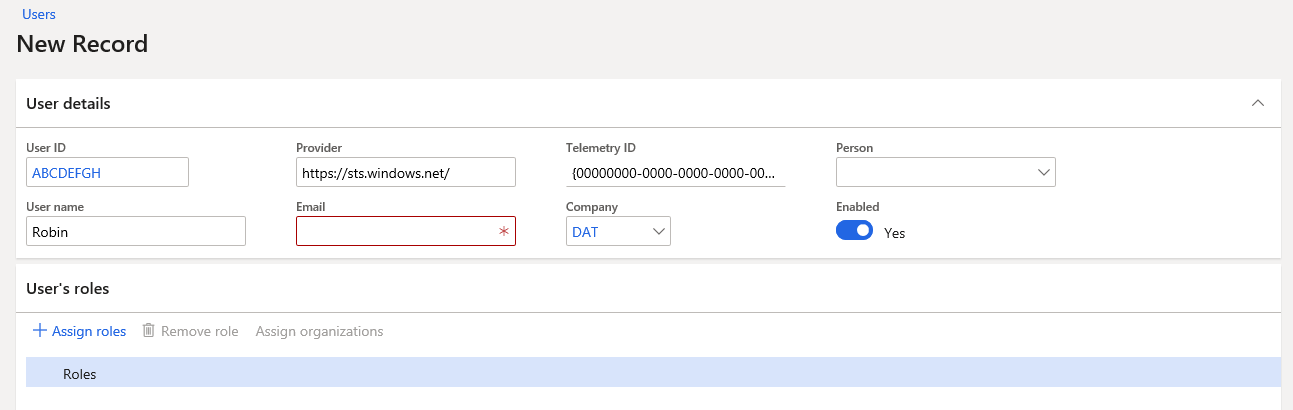 Users
New Record
User details
User ID Provider Telemetry ID Person
ABCDEFGH https://sts.windows.net/ {00000000-0000-0000-0000-00...
User name Email Company Enabled
Robin * DAT Yes
User's roles
Assign roles Remove role Assign organizations
Roles